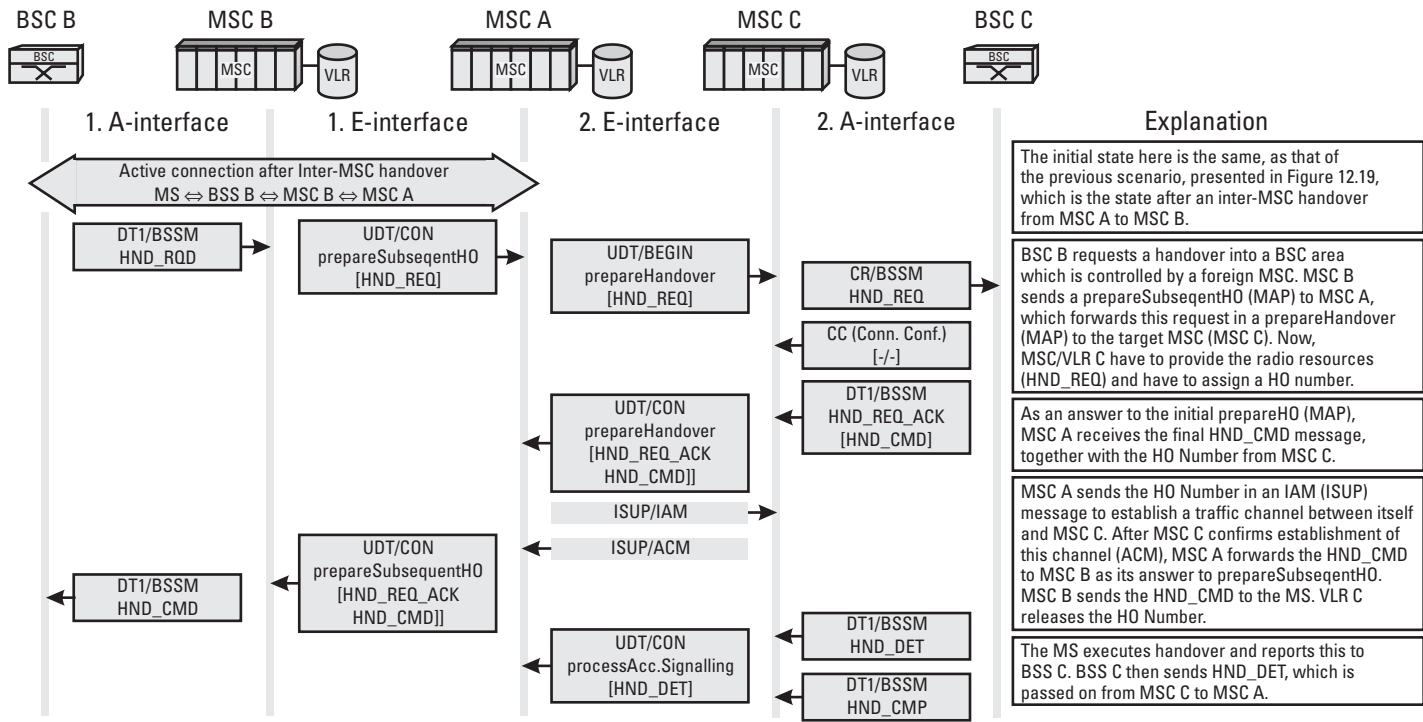 BSC B
MSC B
MSC A
MSC C
BSC C
BSC
MSC
VLR
MSC
VLR
MSC
VLR
BSC
1. A-interface
1. E-interface
2. E-interface
2. A-interface
Explanation
Active connection after Inter-MSC handover
MS ⇔ BSS B ⇔ MSC B ⇔ MSC A
The initial state here is the same, as that of
the previous scenario, presented in Figure 12.19,
which is the state after an inter-MSC handover
from MSC A to MSC B.
DT1/BSSM
HND_RQD
UDT/CON
prepareSubseqentHO
[HND_REQ]
UDT/BEGIN
prepareHandover
[HND_REQ]
CR/BSSM
HND_REQ
CC (Conn. Conf.)
[-/-]
BSC B requests a handover into a BSC area
which is controlled by a foreign MSC. MSC B
sends a prepareSubseqentHO (MAP) to MSC A,
which forwards this request in a prepareHandover
(MAP) to the target MSC (MSC C). Now,
MSC/VLR C have to provide the radio resources
(HND_REQ) and have to assign a HO number.
DT1/BSSM
HND_REQ_ACK
[HND_CMD]
UDT/CON
prepareHandover
[HND_REQ_ACK
HND_CMD]]
As an answer to the initial prepareHO (MAP),
MSC A receives the final HND_CMD message,
together with the HO Number from MSC C.
ISUP/IAM
ISUP/ACM
UDT/CON
prepareSubsequentHO
[HND_REQ_ACK
HND_CMD]]
DT1/BSSM
HND_CMD
MSC A sends the HO Number in an IAM (ISUP)
message to establish a traffic channel between itself
and MSC C. After MSC C confirms establishment of
this channel (ACM), MSC A forwards the HND_CMD
to MSC B as its answer to prepareSubseqentHO.
MSC B sends the HND_CMD to the MS. VLR C
releases the HO Number.
DT1/BSSM
HND_DET
UDT/CON
processAcc.Signalling
[HND_DET]
DT1/BSSM
HND_CMP
The MS executes handover and reports this to
BSS C. BSS C then sends HND_DET, which is
passed on from MSC C to MSC A.